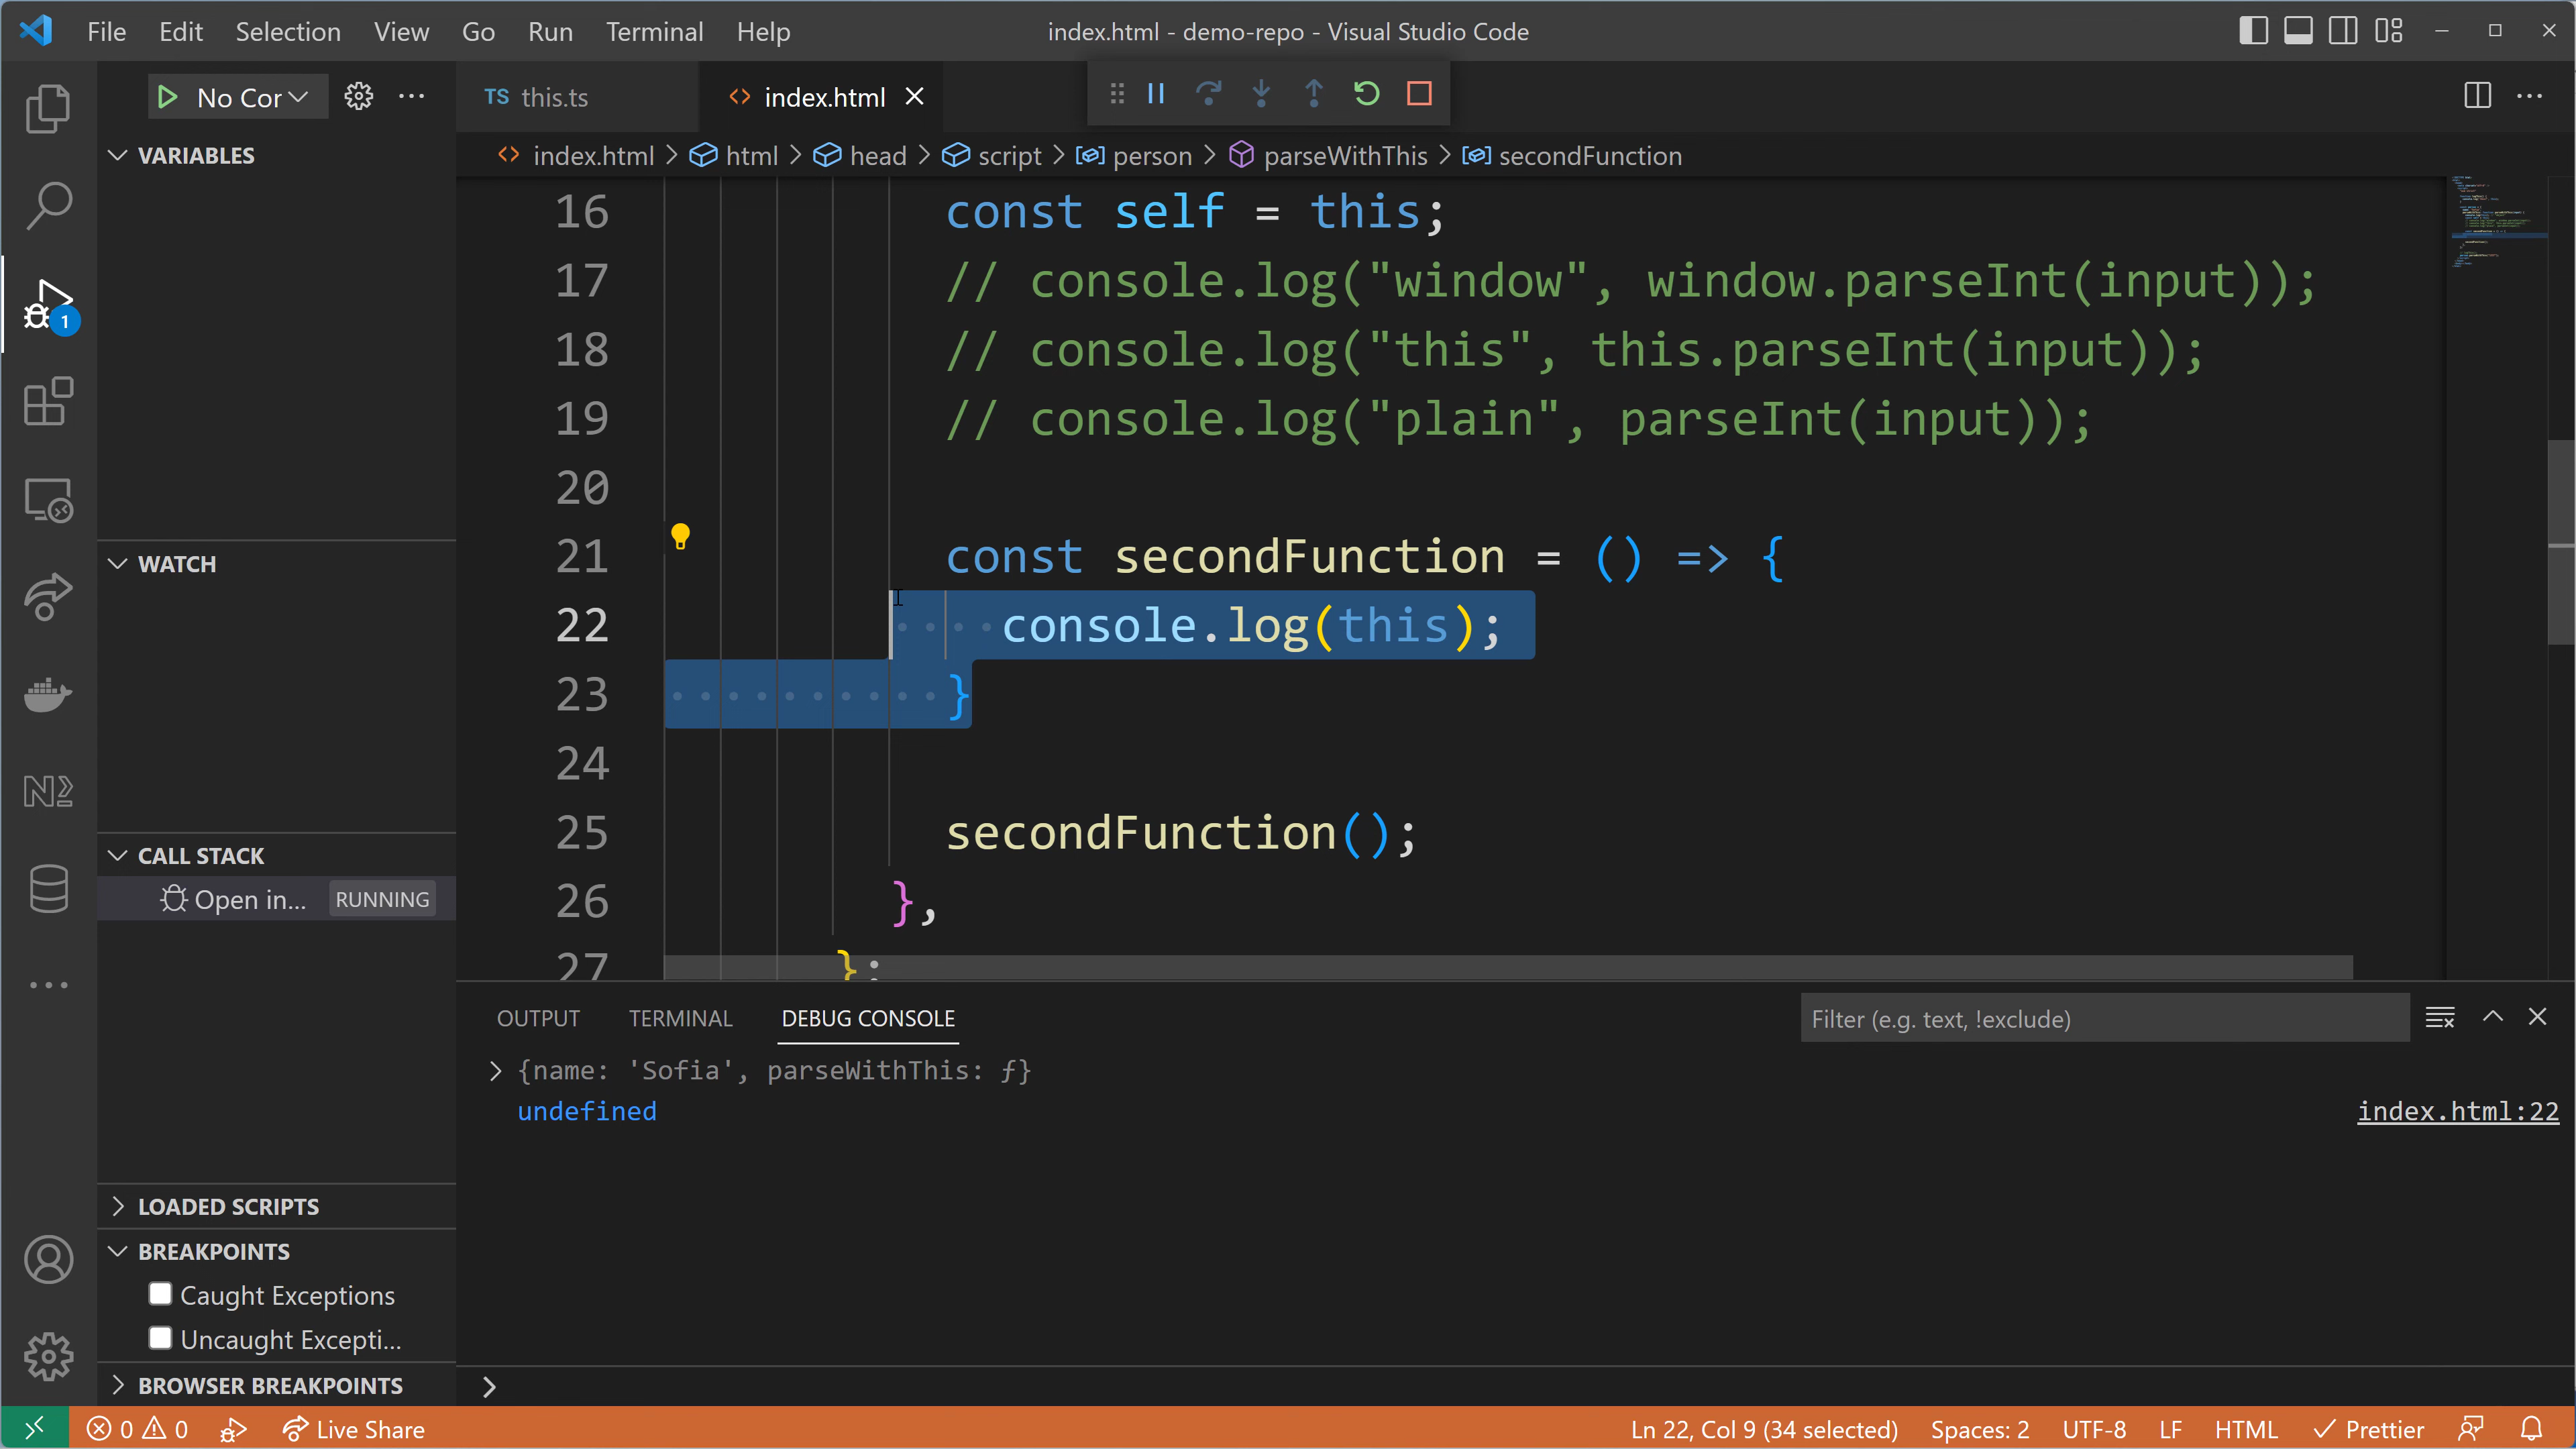 File Edit Selection View Go Run Terminal Help index.html - demo-repo - Visual Studio Code
No Cor
TS this.ts index.html
VARIABLES
index.html > html > head > script > person > parseWithThis > secondFunction
16 const self = this;
17 // console.log("window", window.parseInt(input));
18 // console.log("this", this.parseInt(input));
19 // console.log("plain", parseInt(input));
20
21 const secondFunction = () => {
22 console.log(this);
23 }
24
25 secondFunction();
26 },
27 };
1
WATCH
CALL STACK
Open in... RUNNING
LOADED SCRIPTS
BREAKPOINTS
Caught Exceptions
Uncaught Excepti...
BROWSER BREAKPOINTS
OUTPUT TERMINAL DEBUG CONSOLE Filter (e.g. text, !exclude)
> {name: 'Sofia', parseWithThis: ƒ}
undefined index.html:22
>
0 0 Live Share Ln 22, Col 9 (34 selected) Spaces: 2 UTF-8 LF HTML Prettier